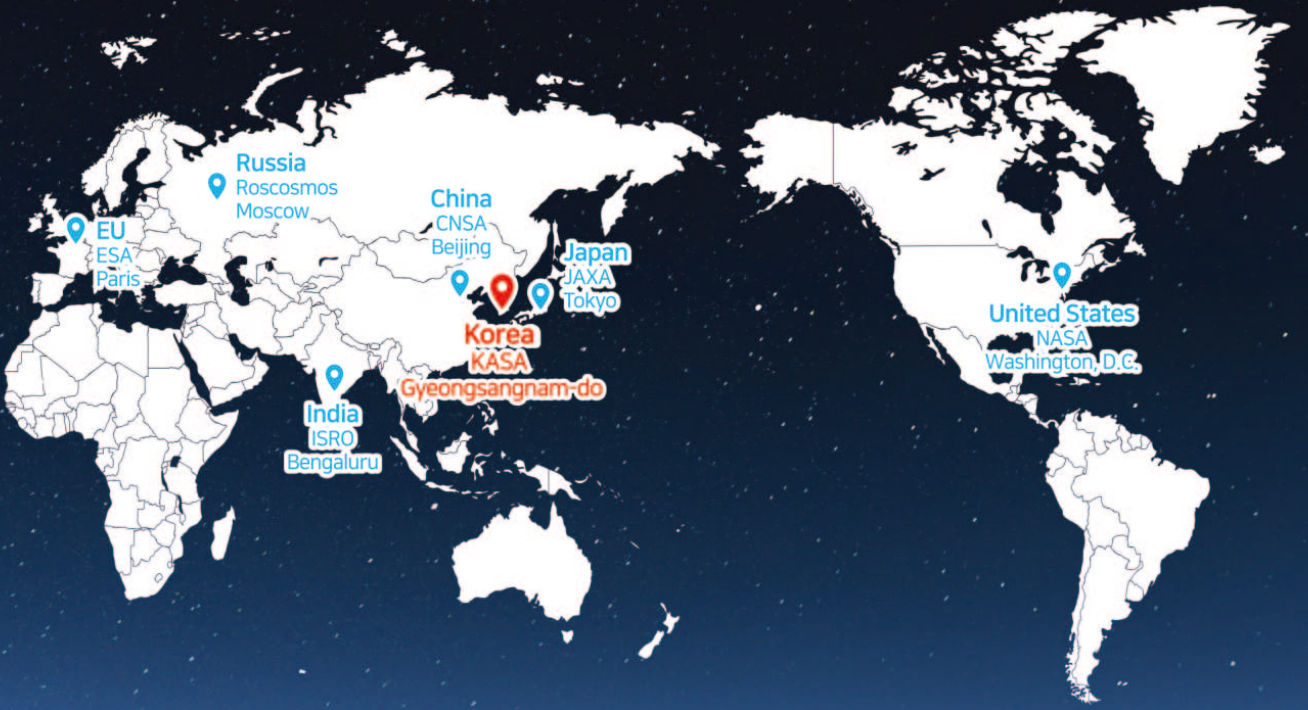 Russia
Roscosmos
Moscow
China
CNSA
Beijing
EU
ESA
Paris
Japan
JAXA
Tokyo
United States
NASA
Washington, D.C.
Korea
KASA
Gyeongsangnam-do
India
ISRO
Bengaluru